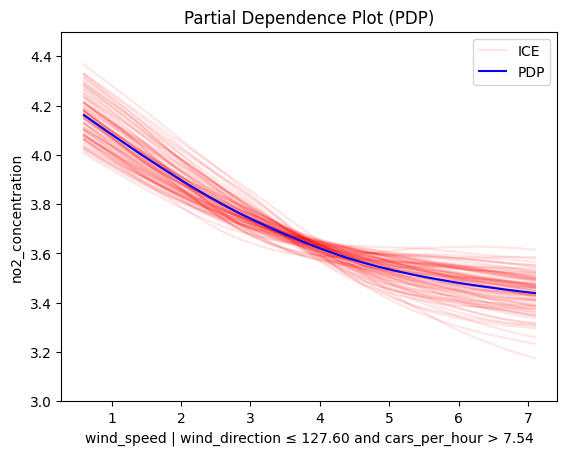 Partial Dependence Plot (PDP)
ICE
PDP
no2_concentration
4.4
4.2
4.0
3.8
3.6
3.4
3.2
3.0
1 2 3 4 5 6 7
wind_speed | wind_direction ≤ 127.60 and cars_per_hour > 7.54